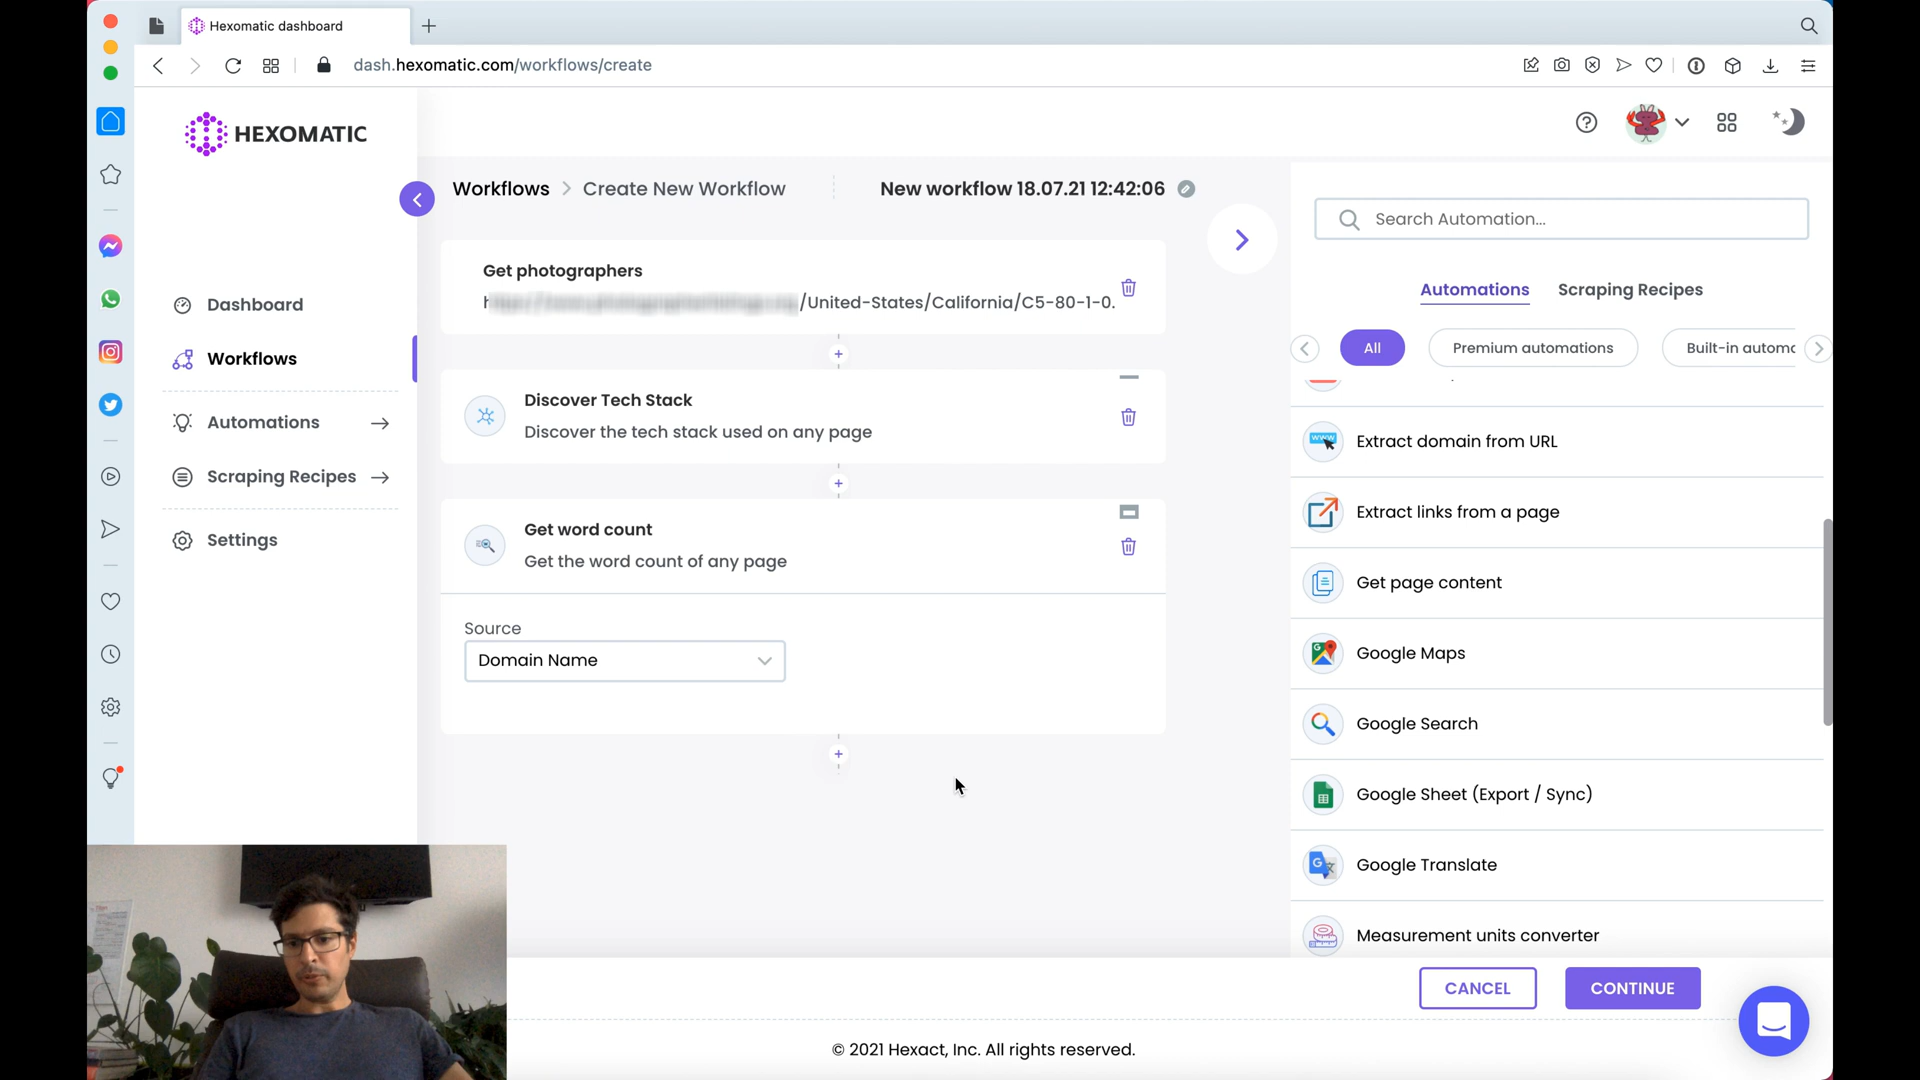 Hexomatic dashboard
dash.hexomatic.com/workflows/create
HEXOMATIC
Dashboard
Workflows
Automations
Scraping Recipes
Settings
Workflows > Create New Workflow
New workflow 18.07.21 12:42:06
Get photographers
/United-States/California/C5-80-1-0.
Discover Tech Stack
Discover the tech stack used on any page
Get word count
Get the word count of any page
Source
Domain Name
Search Automation...
Automations
Scraping Recipes
All
Premium automations
Built-in automa
Extract domain from URL
Extract links from a page
Get page content
Google Maps
Google Search
Google Sheet (Export / Sync)
Google Translate
Measurement units converter
CANCEL
CONTINUE
© 2021 Hexact, Inc. All rights reserved.